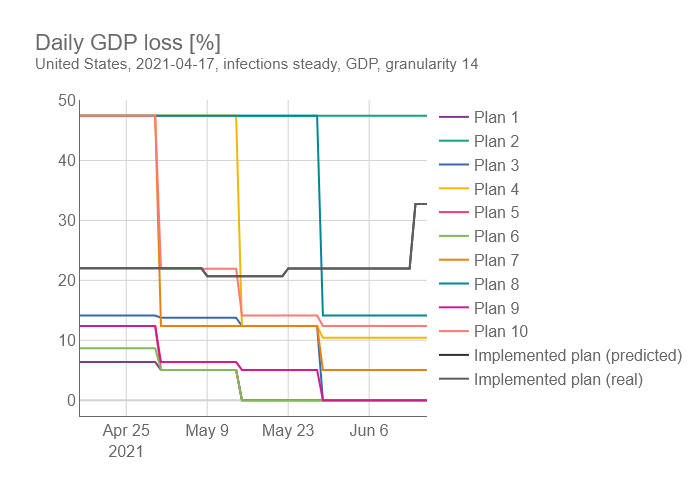 Daily GDP loss [%]
United States, 2021-04-17, infections steady, GDP, granularity 14
50
40
30
20
10
0
Apr 25
2021
May 9
May 23
Jun 6
Plan 1
Plan 2
Plan 3
Plan 4
Plan 5
Plan 6
Plan 7
Plan 8
Plan 9
Plan 10
Implemented plan (predicted)
Implemented plan (real)